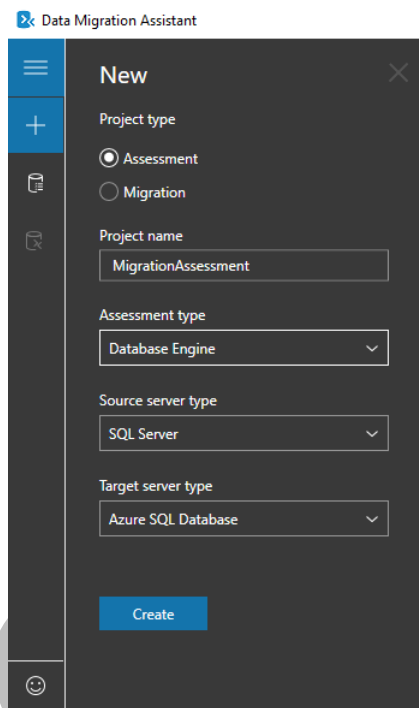 Data Migration Assistant
New
Project type
Assessment
Migration
Project name
MigrationAssessment
Assessment type
Database Engine
Source server type
SQL Server
Target server type
Azure SQL Database
Create